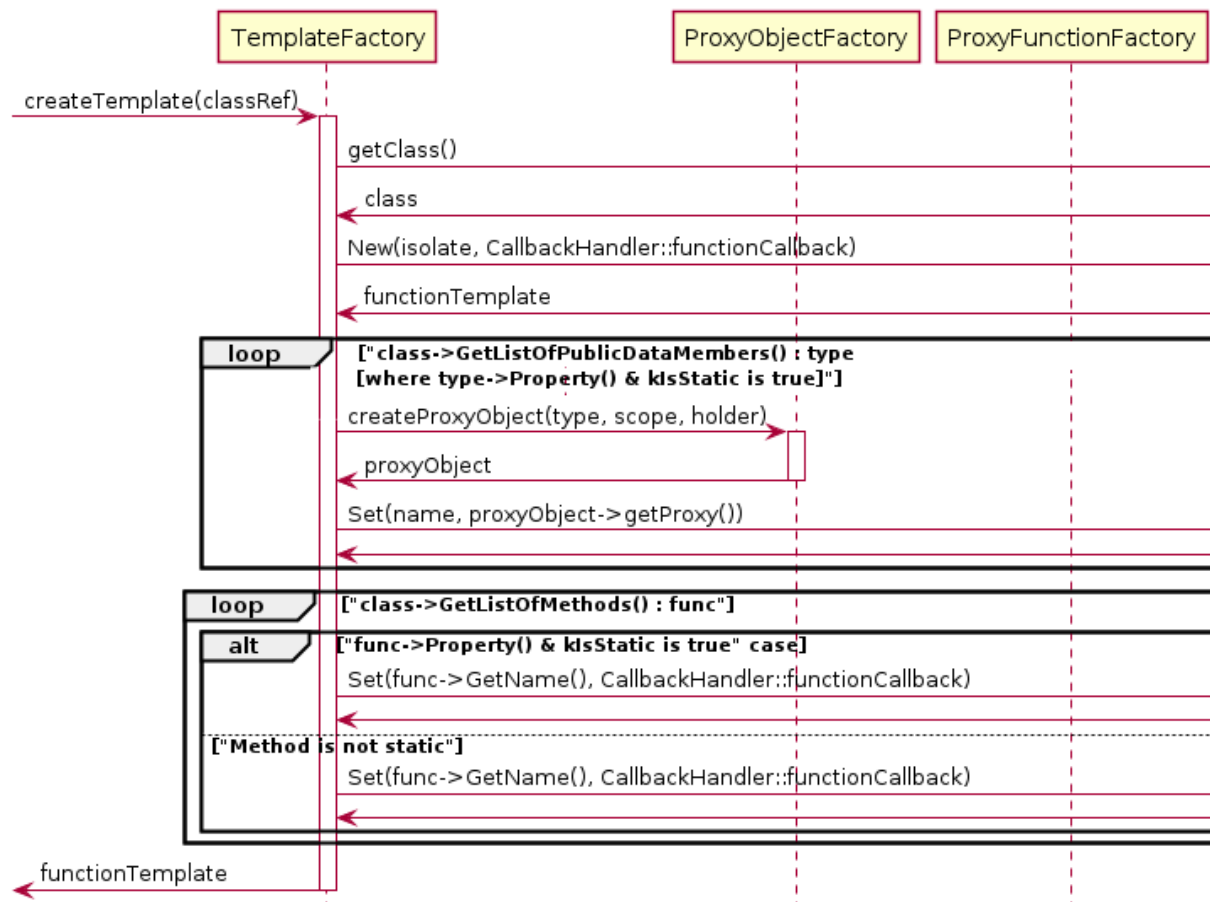 TemplateFactory
ProxyObjectFactory
ProxyFunctionFactory
createTemplate(classRef)
getClass()
class
New(isolate, CallbackHandler::functionCallback)
functionTemplate
loop
["class->GetListOfPublicDataMembers() : type
[where type->Property() & kIsStatic is true]"]
createProxyObject(type, scope, holder)
proxyObject
Set(name, proxyObject->getProxy())
loop
["class->GetListOfMethods() : func"]
alt
["func->Property() & kIsStatic is true" case]
Set(func->GetName(), CallbackHandler::functionCallback)
["Method is not static"]
Set(func->GetName(), CallbackHandler::functionCallback)
functionTemplate